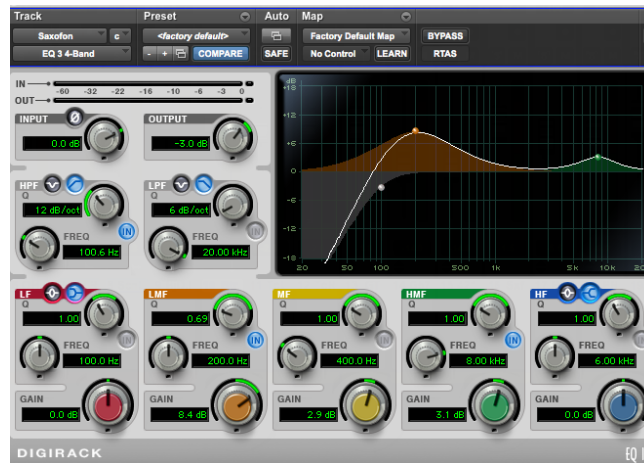 Track Preset Auto Map
Saxofon c <factory default> Factory Default Map BYPASS
EQ 3 4-Band - + COMPARE SAFE No Control LEARN RTAS
IN -60 -32 -22 -16 -10 -6 -3 0
OUT
dB
+18
+12
+6
0
-6
-12
-18
20 50 100 500 1k 5k 10k 20
INPUT Ø OUTPUT
0.0 dB -3.0 dB
HPF LPF
Q Q
12 dB/oct 6 dB/oct
IN IN
FREQ FREQ
100.6 Hz 20.00 kHz
LF LMF MF HMF HF
Q Q Q Q Q
1.00 0.69 1.00 1.00 1.00
IN IN IN IN IN
FREQ FREQ FREQ FREQ FREQ
100.0 Hz 200.0 Hz 400.0 Hz 8.00 kHz 6.00 kHz
GAIN GAIN GAIN GAIN GAIN
0.0 dB 8.4 dB 2.9 dB 3.1 dB 0.0 dB
DIGIRACK EQ